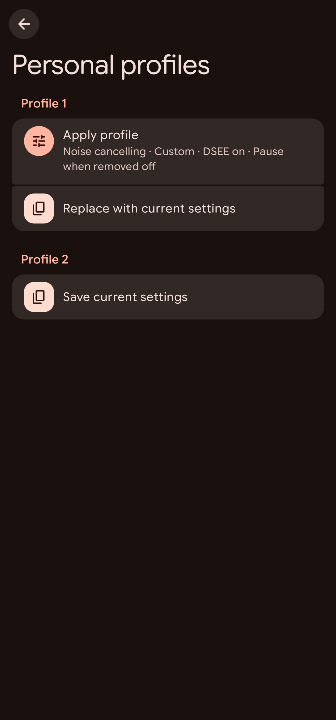 Personal profiles
Profile 1
Apply profile
Noise cancelling · Custom · DSEE on · Pause
when removed off
Replace with current settings
Profile 2
Save current settings